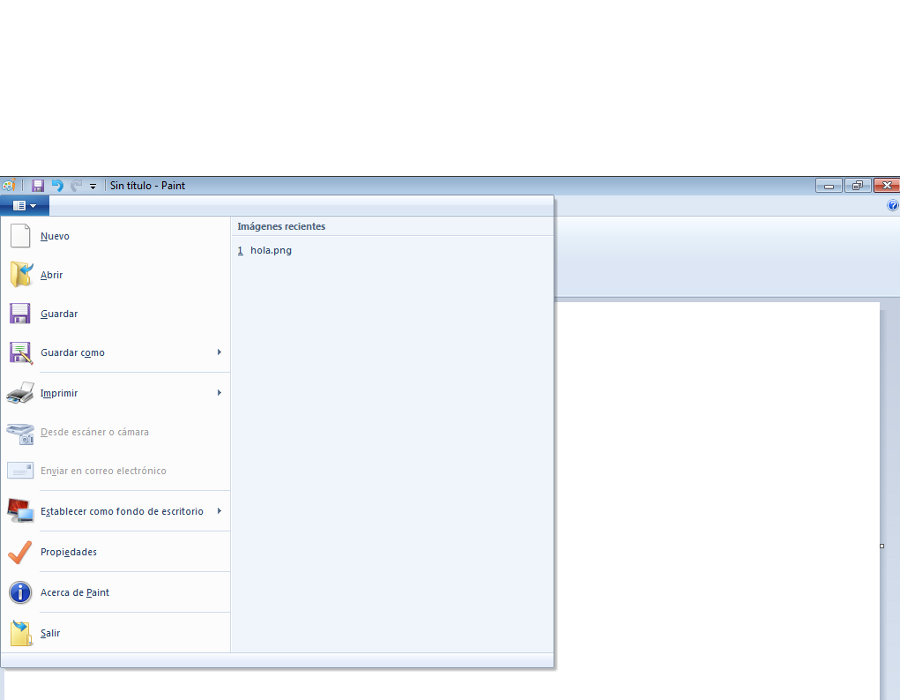 Sin título - Paint
Imágenes recientes
1 hola.png
Nuevo
Abrir
Guardar
Guardar como
Imprimir
Desde escáner o cámara
Enviar en correo electrónico
Establecer como fondo de escritorio
Propiedades
Acerca de Paint
Salir